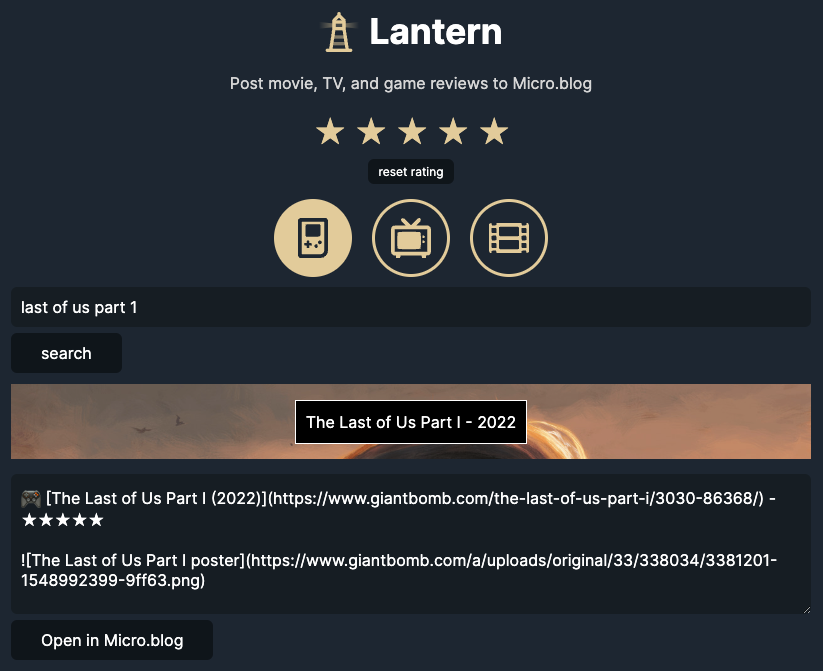 Lantern
Post movie, TV, and game reviews to Micro.blog
★ ★ ★ ★ ★
reset rating
last of us part 1
search
The Last of Us Part I - 2022
🎮 [The Last of Us Part I (2022)](https://www.giantbomb.com/the-last-of-us-part-i/3030-86368/) -
★★★★★
![The Last of Us Part I poster](https://www.giantbomb.com/a/uploads/original/33/338034/3381201-
1548992399-9ff63.png)
Open in Micro.blog